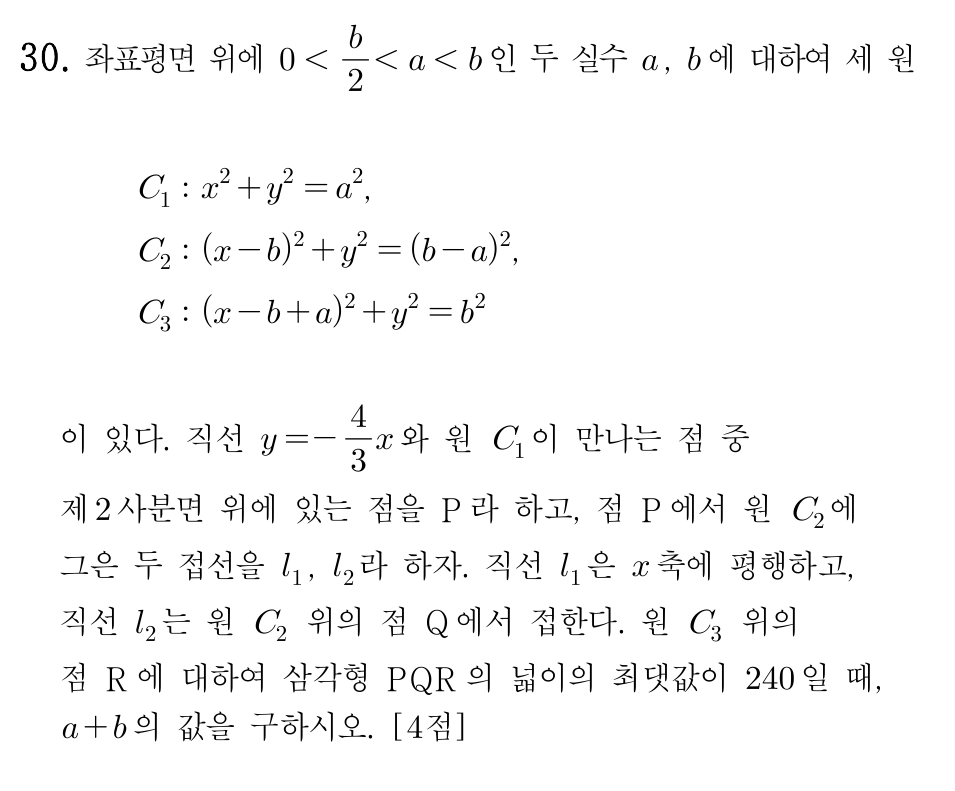 30. 좌표평면 위에 $0 < \frac{b}{2} < a < b$ 인 두 실수 $a$, $b$에 대하여 세 원
$C_1 : x^2 + y^2 = a^2,$
$C_2 : (x-b)^2 + y^2 = (b-a)^2,$
$C_3 : (x-b+a)^2 + y^2 = b^2$
이 있다. 직선 $y = -\frac{4}{3}x$와 원 $C_1$이 만나는 점 중
제2사분면 위에 있는 점을 P라 하고, 점 P에서 원 $C_2$에
그은 두 접선을 $l_1$, $l_2$라 하자. 직선 $l_1$은 $x$축에 평행하고,
직선 $l_2$는 원 $C_2$ 위의 점 Q에서 접한다. 원 $C_3$ 위의
점 R에 대하여 삼각형 PQR의 넓이의 최댓값이 240일 때,
$a+b$의 값을 구하시오. [4점]